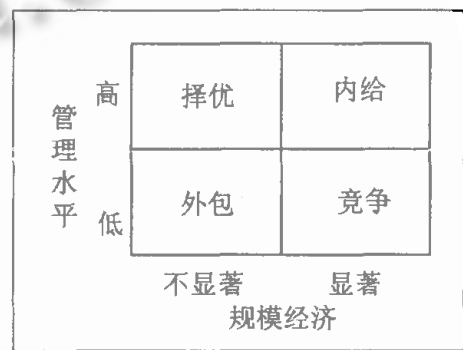 管理水平
高
择优
内给
低
外包
竞争
不显著
显著
规模经济